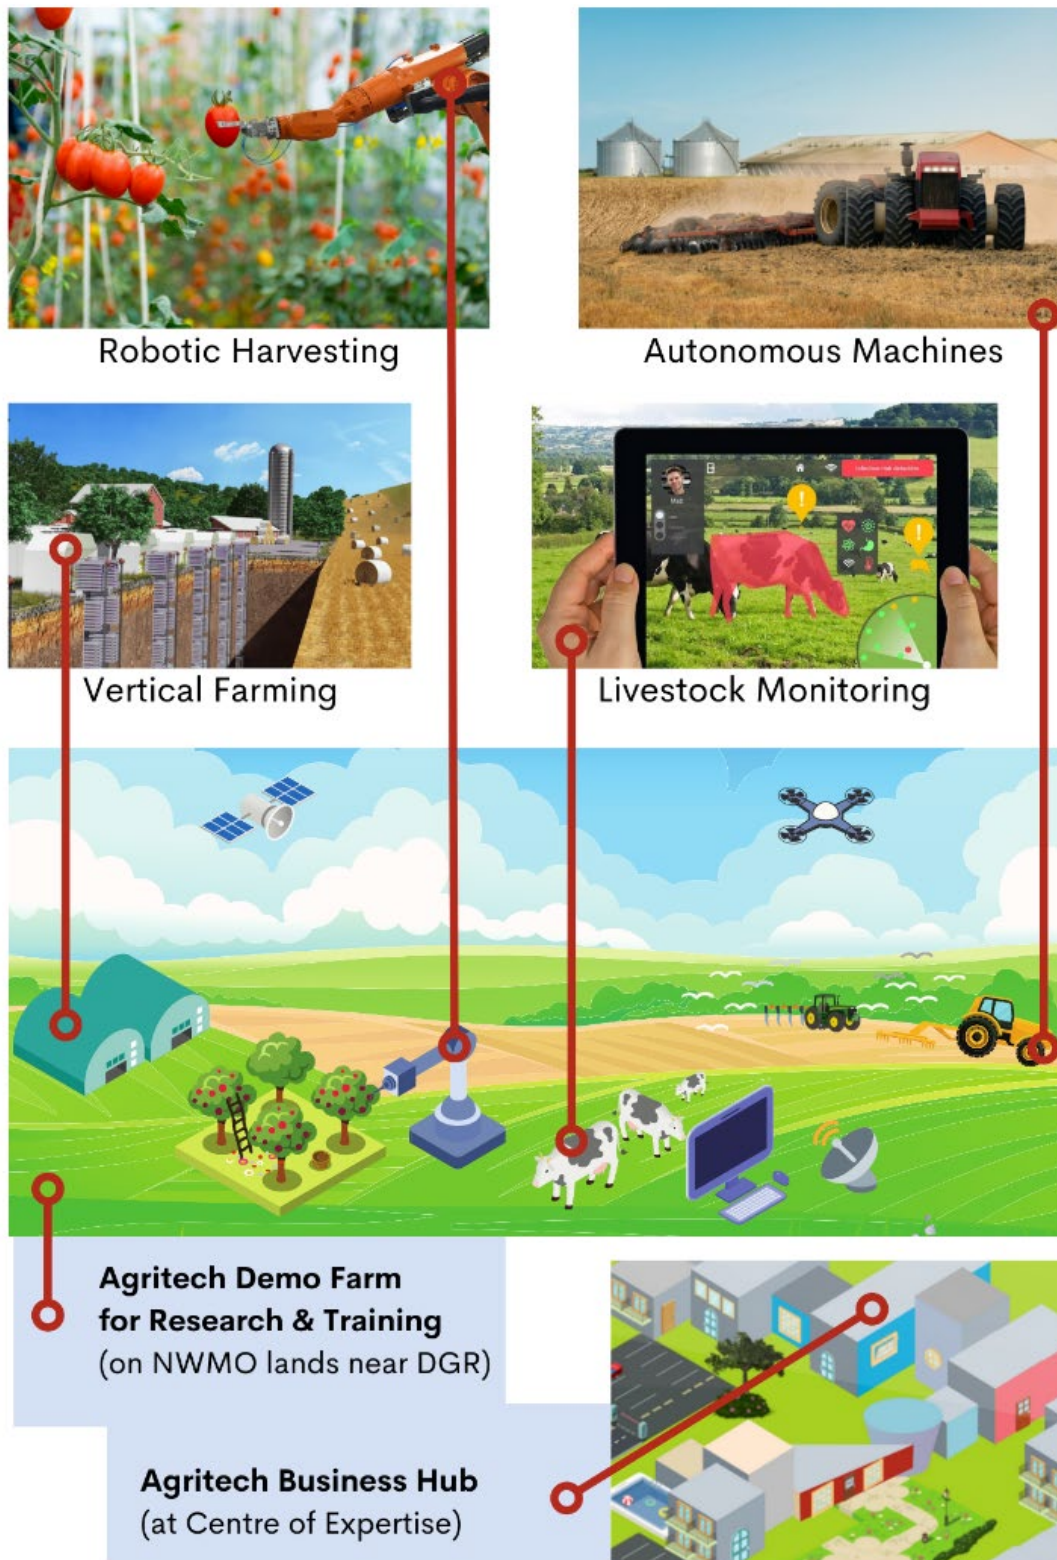 Robotic Harvesting
Autonomous Machines
Vertical Farming
Livestock Monitoring
Agritech Demo Farm
for Research & Training
(on NWMO lands near DGR)
Agritech Business Hub
(at Centre of Expertise)